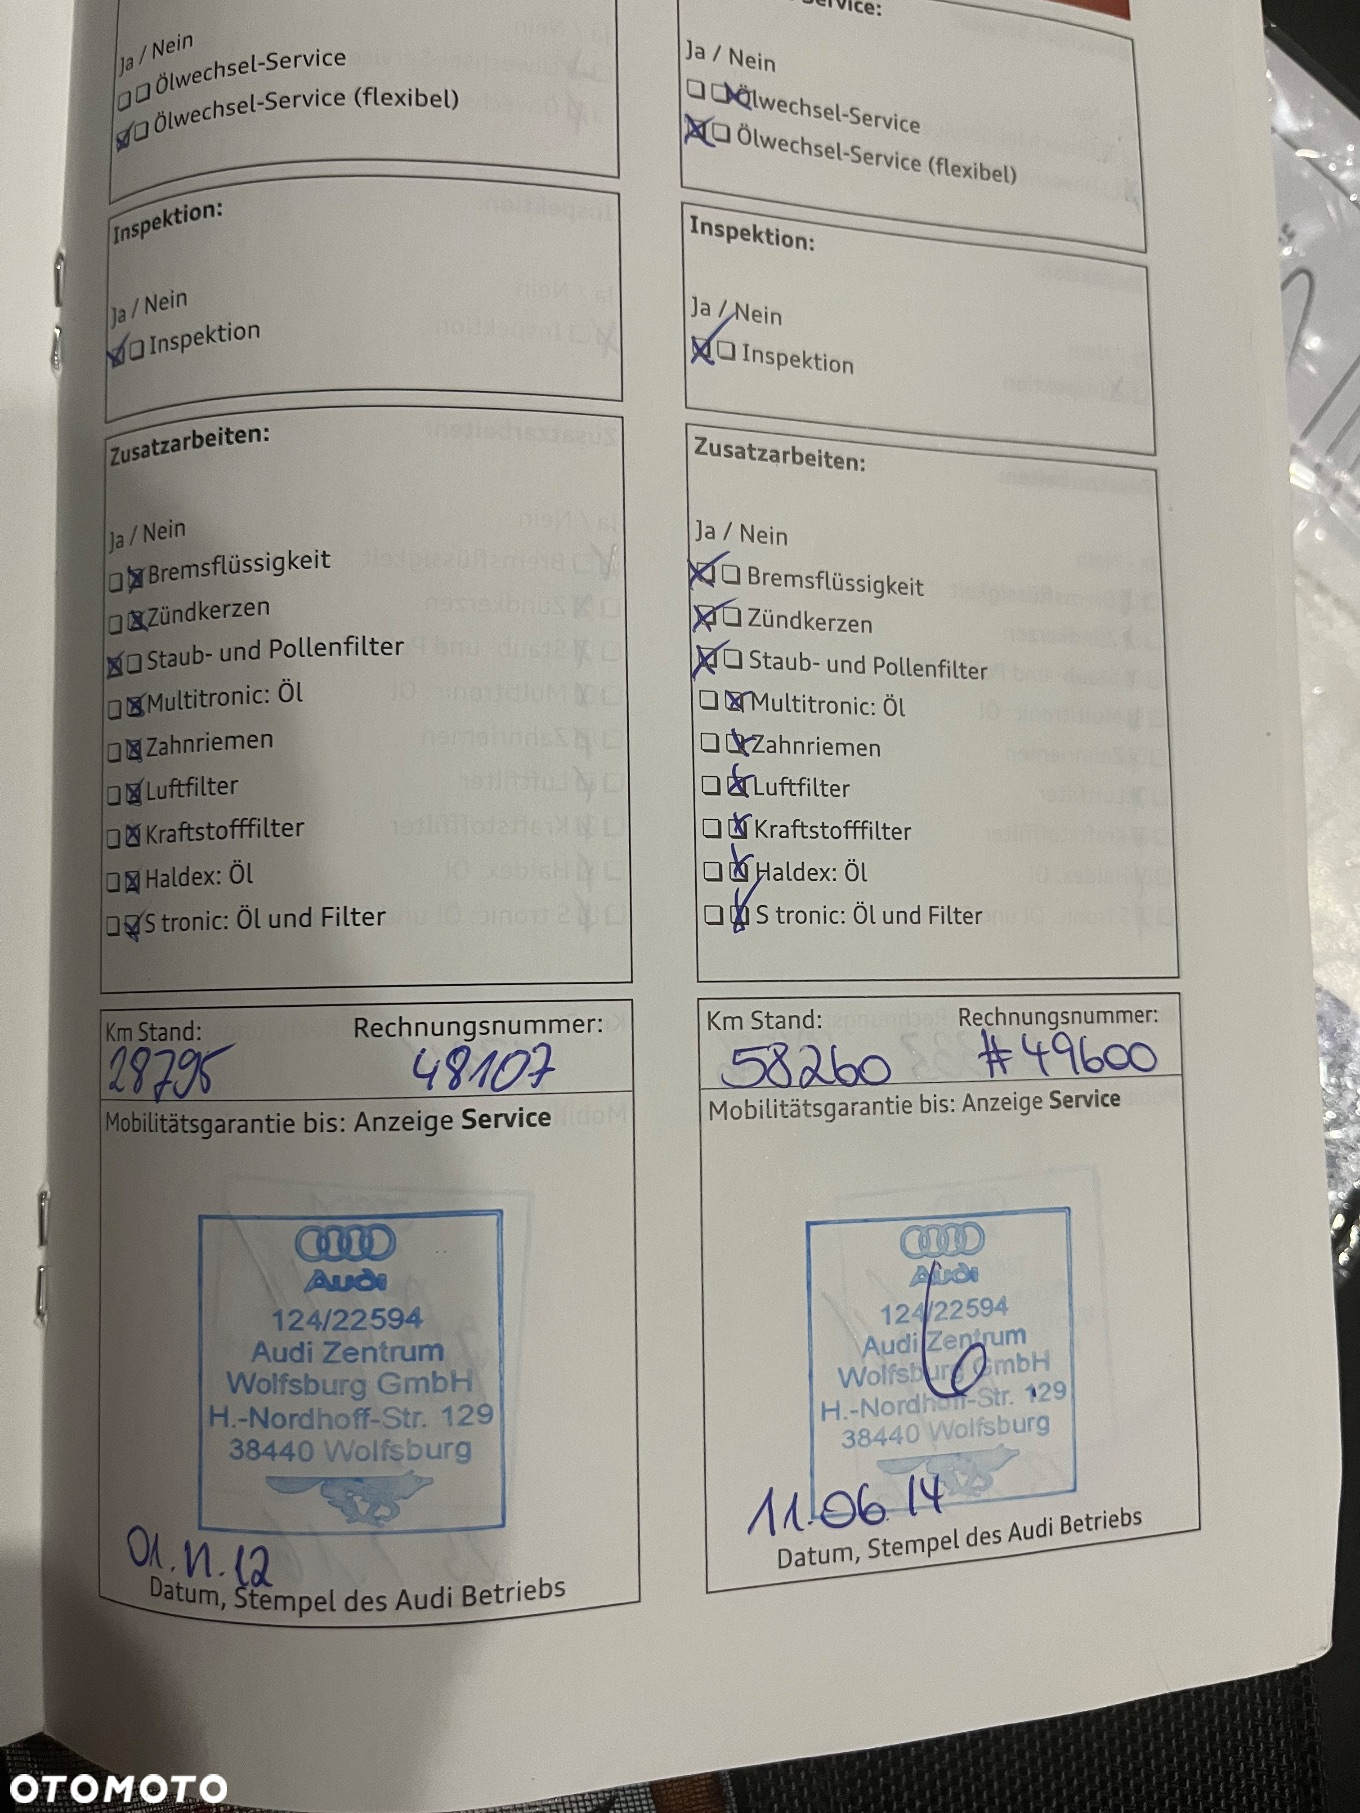 Ja / Nein
Ölwechsel-Service
Ölwechsel-Service (flexibel)
Inspektion:
Ja / Nein
Inspektion
Zusatzarbeiten:
Ja / Nein
Bremsflüssigkeit
Zündkerzen
Staub- und Pollenfilter
Multitronic: Öl
Zahnriemen
Luftfilter
Kraftstofffilter
Haldex: Öl
S tronic: Öl und Filter
Km Stand: Rechnungsnummer:
28795 48107
Mobilitätsgarantie bis: Anzeige Service
Audi
124/22594
Audi Zentrum
Wolfsburg GmbH
H.-Nordhoff-Str. 129
38440 Wolfsburg
01.11.12
Datum, Stempel des Audi Betriebs
Service:
Ja / Nein
Ölwechsel-Service
Ölwechsel-Service (flexibel)
Inspektion:
Ja / Nein
Inspektion
Zusatzarbeiten:
Ja / Nein
Bremsflüssigkeit
Zündkerzen
Staub- und Pollenfilter
Multitronic: Öl
Zahnriemen
Luftfilter
Kraftstofffilter
Haldex: Öl
S tronic: Öl und Filter
Km Stand: Rechnungsnummer:
58260 #49600
Mobilitätsgarantie bis: Anzeige Service
Audi
124/22594
Audi Zentrum
Wolfsburg GmbH
H.-Nordhoff-Str. 129
38440 Wolfsburg
11.06.14
Datum, Stempel des Audi Betriebs
OTOMOTO